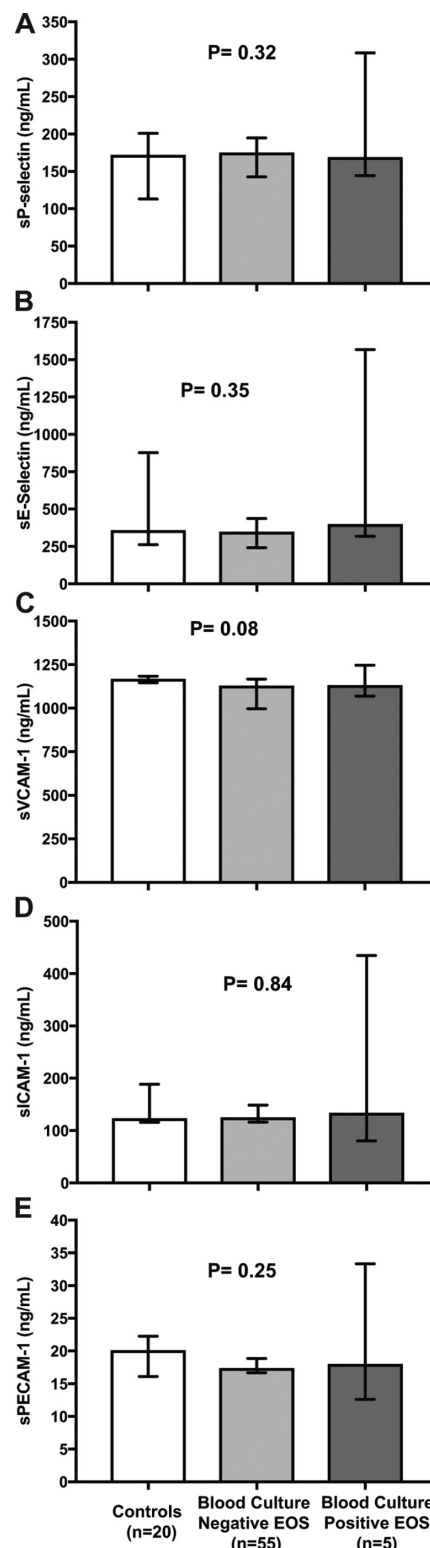 A
sP-selectin (ng/mL)
350
300
250
200
150
100
50
0
P= 0.32
B
sE-Selectin (ng/mL)
1750
1500
1250
1000
750
500
250
0
P= 0.35
C
sVCAM-1 (ng/mL)
1500
1250
1000
750
500
250
0
P= 0.08
D
sICAM-1 (ng/mL)
500
400
300
200
100
0
P= 0.84
E
sPECAM-1 (ng/mL)
40
35
30
25
20
15
10
5
0
P= 0.25
Controls
(n=20)
Blood Culture
Negative EOS
(n=55)
Blood Culture
Positive EOS
(n=5)